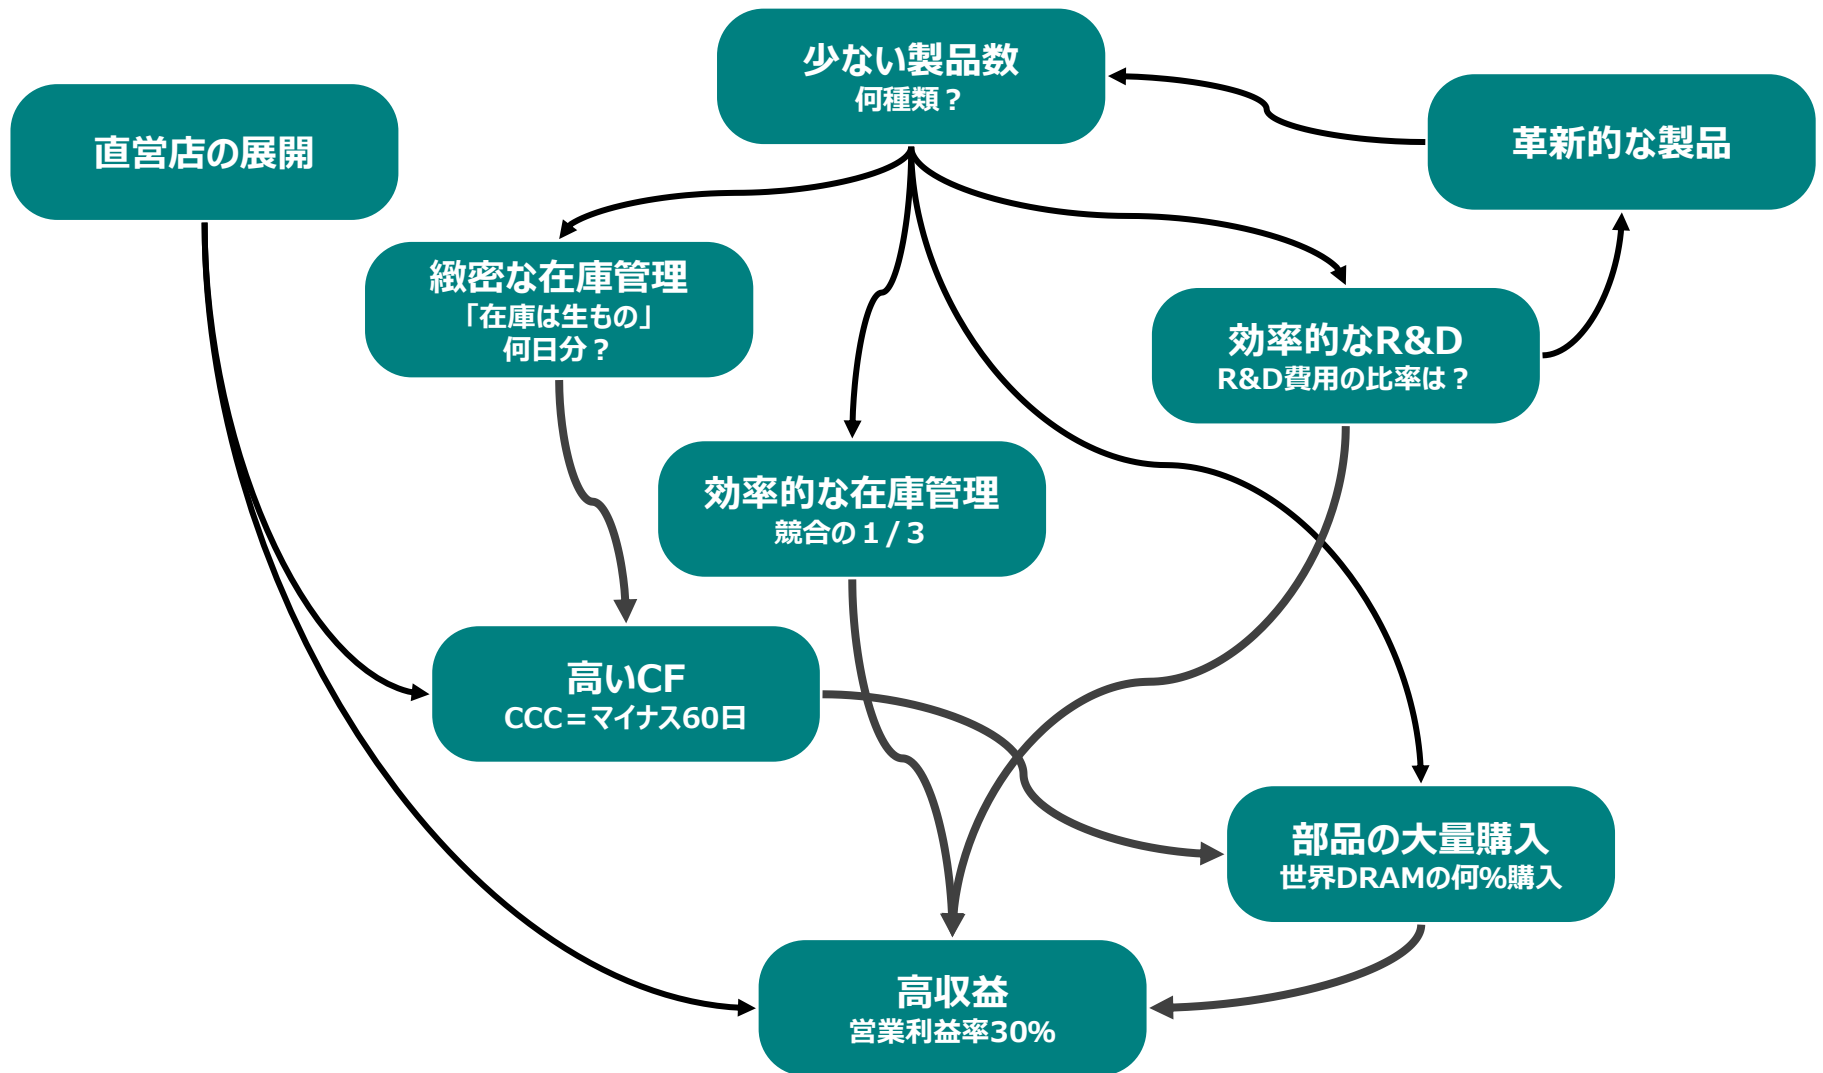 少ない製品数
何種類？
直営店の展開
革新的な製品
緻密な在庫管理
「在庫は生もの」
何日分？
効率的なR&D
R&D費用の比率は？
効率的な在庫管理
競合の１/３
高いCF
CCC＝マイナス60日
部品の大量購入
世界DRAMの何％購入
高収益
営業利益率30%